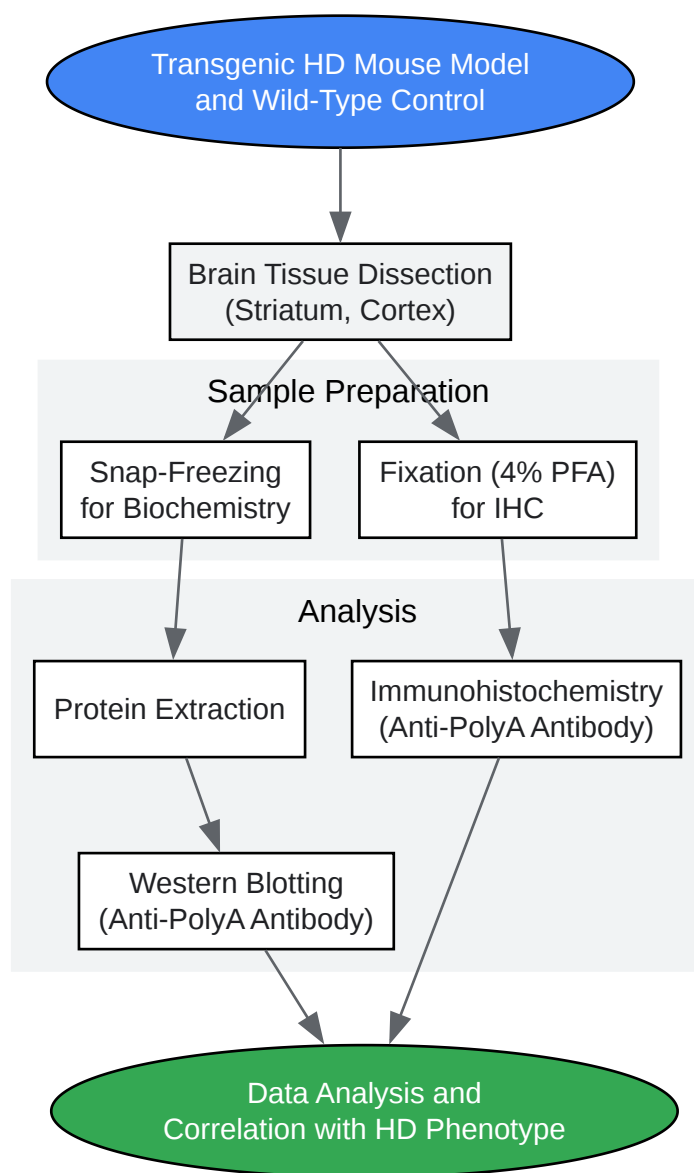 Transgenic HD Mouse Model
and Wild-Type Control
Brain Tissue Dissection
(Striatum, Cortex)
Sample Preparation
Snap-Freezing
for Biochemistry
Fixation (4% PFA)
for IHC
Analysis
Protein Extraction
Immunohistochemistry
(Anti-PolyA Antibody)
Western Blotting
(Anti-PolyA Antibody)
Data Analysis and
Correlation with HD Phenotype